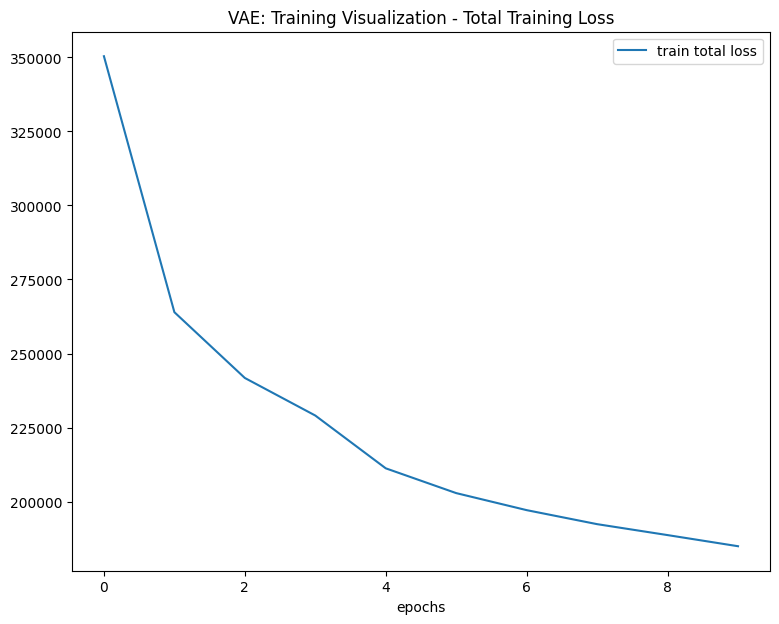 VAE: Training Visualization - Total Training Loss
train total loss
350000
325000
300000
275000
250000
225000
200000
0 2 4 6 8
epochs